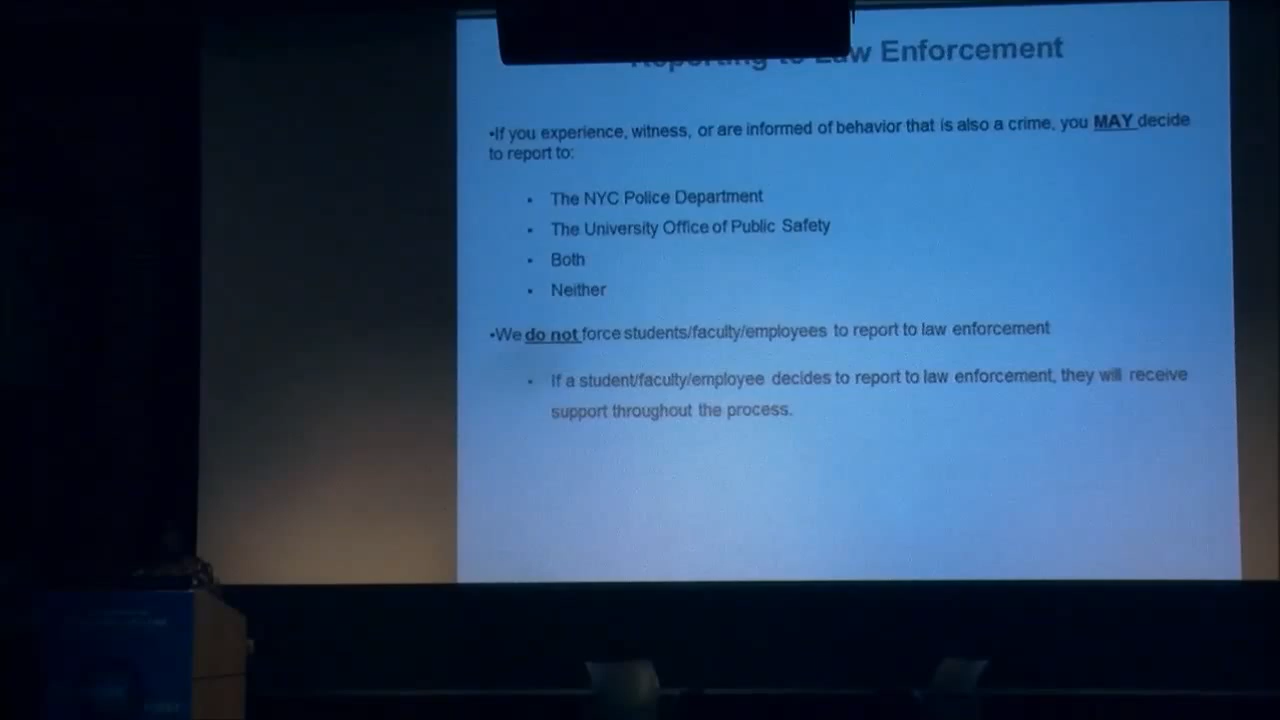 Reporting to Law Enforcement
•If you experience, witness, or are informed of behavior that is also a crime, you MAY decide
to report to:
• The NYC Police Department
• The University Office of Public Safety
• Both
• Neither
•We do not force students/faculty/employees to report to law enforcement
• If a student/faculty/employee decides to report to law enforcement, they will receive
support throughout the process.